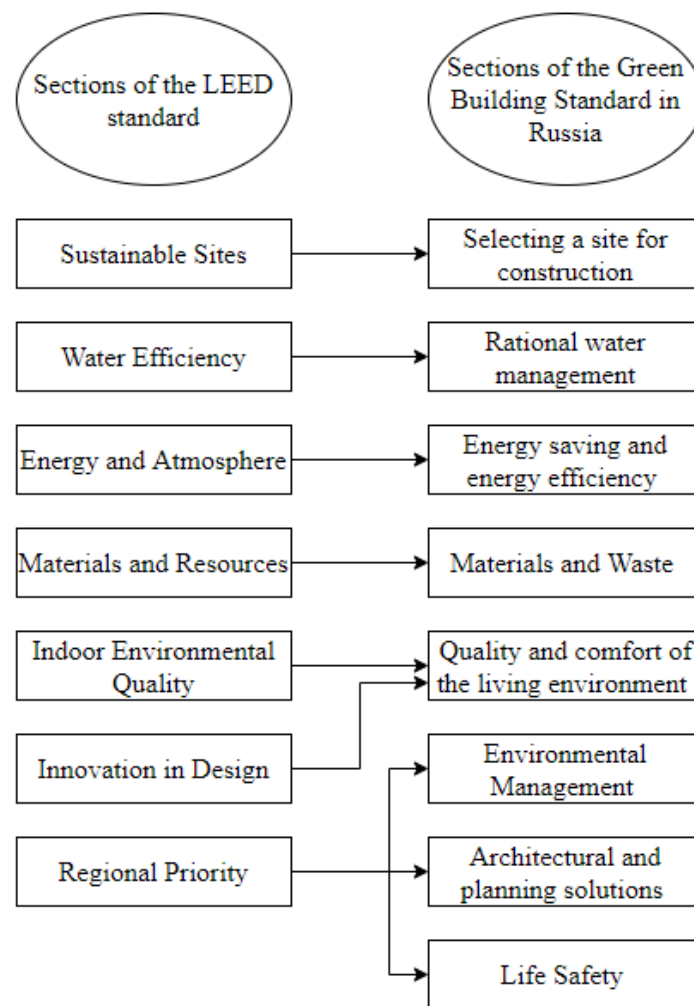 Sections of the LEED
standard
Sections of the Green
Building Standard in
Russia
Sustainable Sites
Selecting a site for
construction
Water Efficiency
Rational water
management
Energy and Atmosphere
Energy saving and
energy efficiency
Materials and Resources
Materials and Waste
Indoor Environmental
Quality
Quality and comfort of
the living environment
Innovation in Design
Environmental
Management
Regional Priority
Architectural and
planning solutions
Life Safety